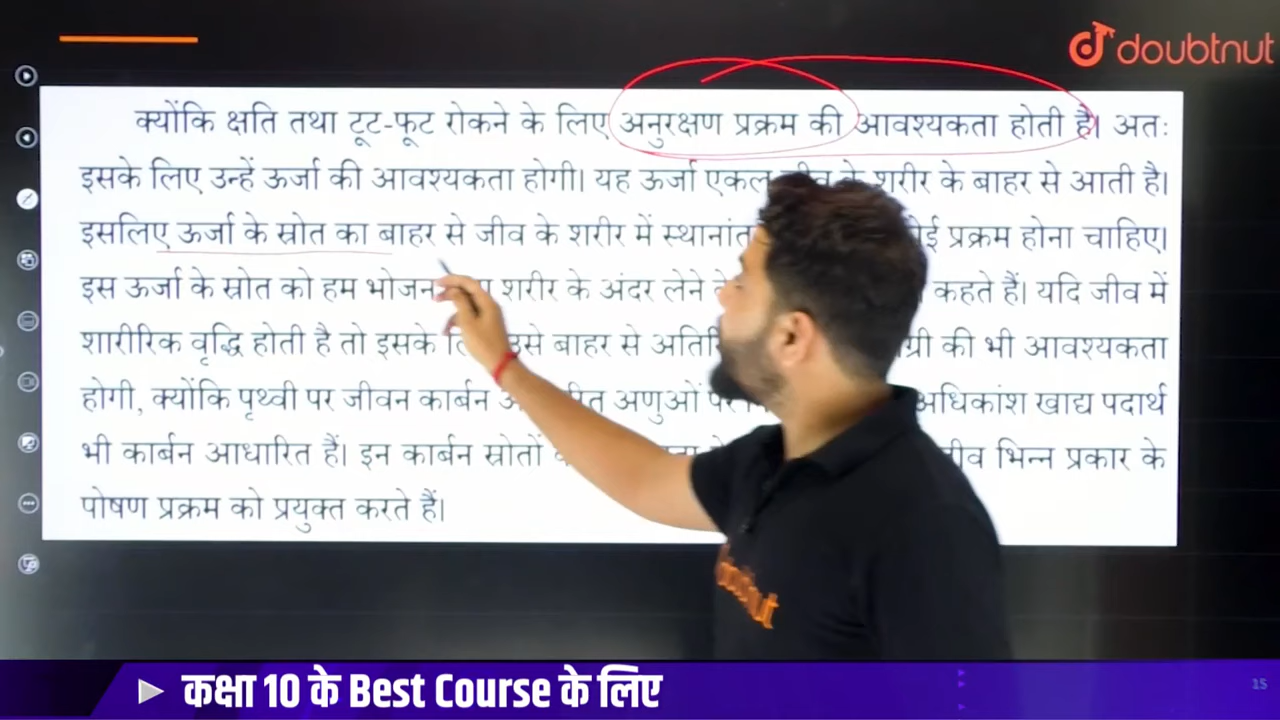 doubtnut
क्योंकि क्षति तथा टूट-फूट रोकने के लिए अनुरक्षण प्रक्रम की आवश्यकता होती है। अतः
इसके लिए उन्हें ऊर्जा की आवश्यकता होगी। यह ऊर्जा एकल जीव के शरीर के बाहर से आती है।
इसलिए ऊर्जा के स्रोत का बाहर से जीव के शरीर में प्रक्रम होना चाहिए।
इस ऊर्जा के स्रोत को हम भोजन शरीर के अंदर लेने कहते हैं। यदि जीव में
शारीरिक वृद्धि होती है तो इसके उसे बाहर से की भी आवश्यकता
होगी, क्योंकि पृथ्वी पर जीवन कार्बन अणुओं अधिकांश खाद्य पदार्थ
भी कार्बन आधारित हैं। इन कार्बन स्रोतों भिन्न प्रकार के
पोषण प्रक्रम को प्रयुक्त करते हैं।
कक्षा 10 के Best Course के लिए
15